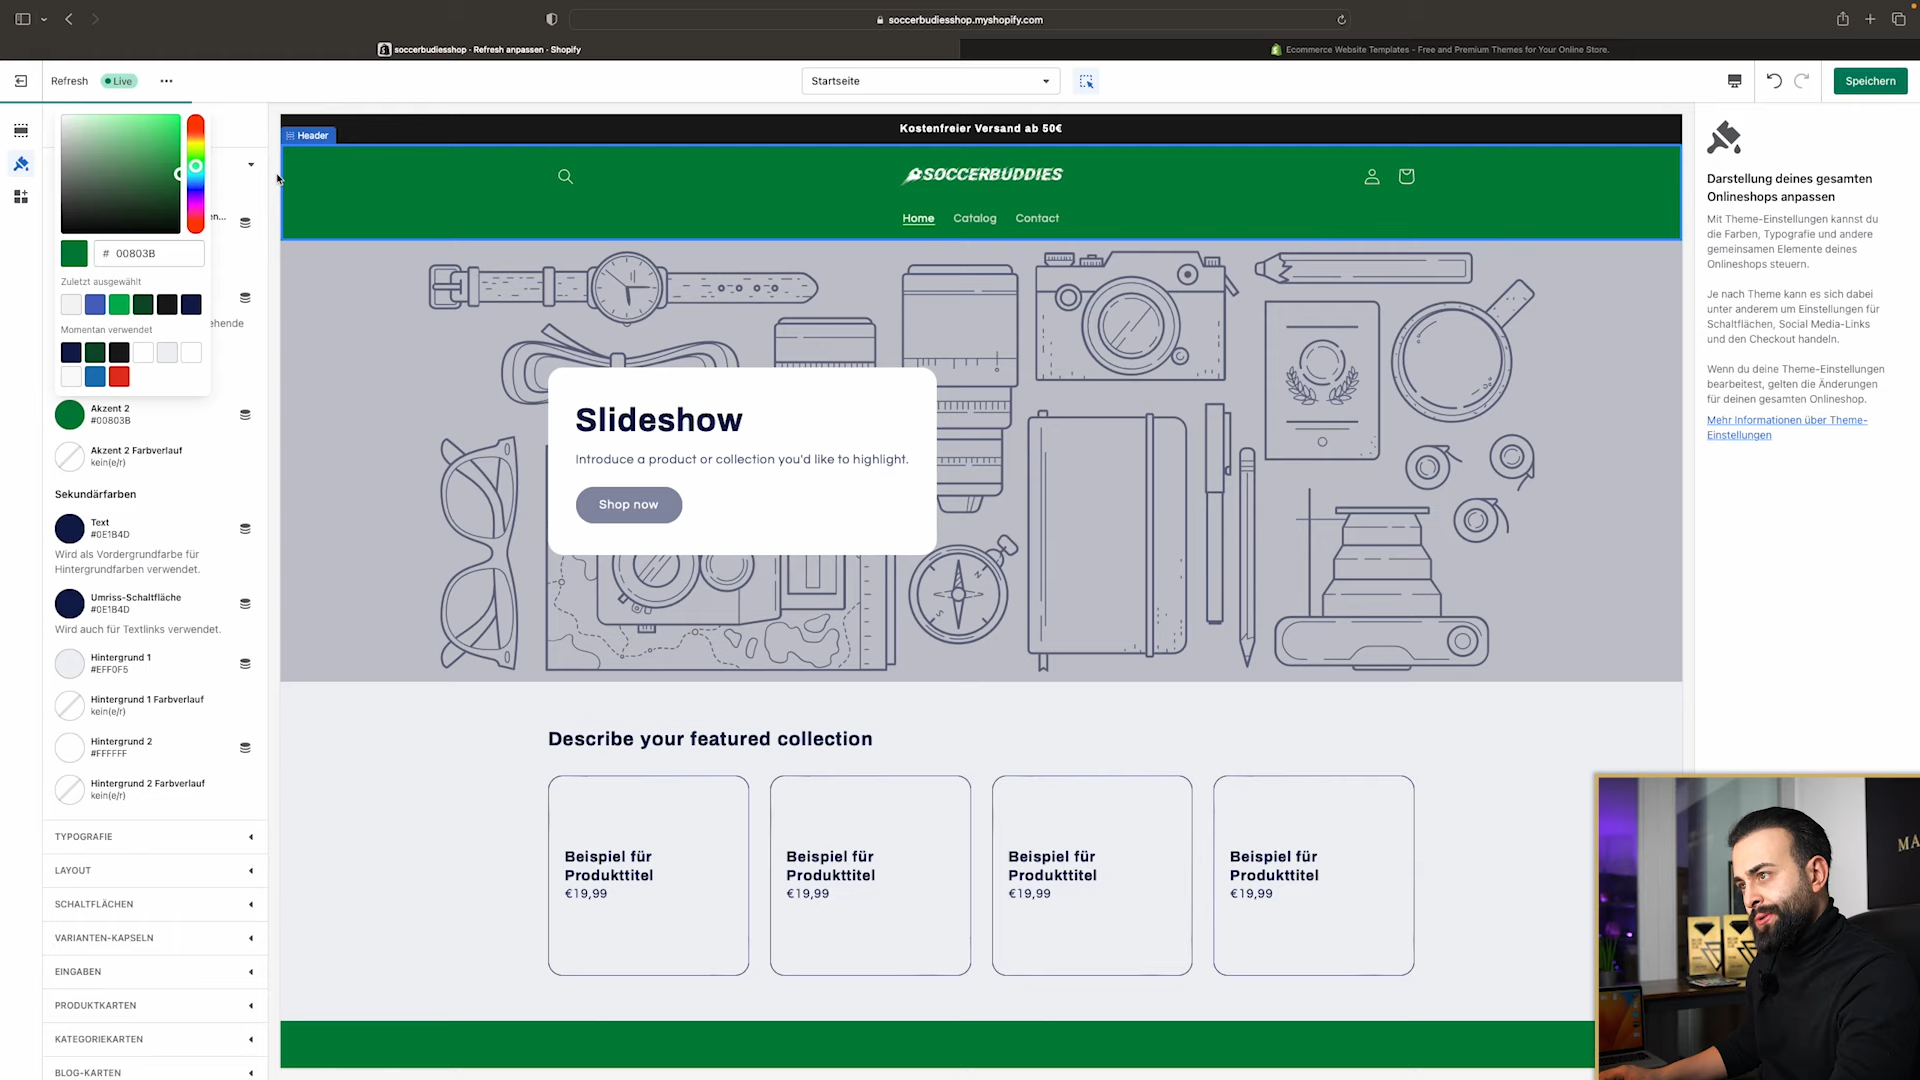 soccerbudiesshop.myshopify.com
soccerbudiesshop - Refresh anpassen · Shopify
Ecommerce Website Templates - Free and Premium Themes for Your Online Store.
Refresh
Live
Startseite
Speichern
# 00803B
Zuletzt ausgewählt
Momentan verwendet
en...
ehende
Akzent 2
#00803B
Akzent 2 Farbverlauf
kein(e/r)
Sekundärfarben
Text
#0E1B4D
Wird als Vordergrundfarbe für
Hintergrundfarben verwendet.
Umriss-Schaltfläche
#0E1B4D
Wird auch für Textlinks verwendet.
Hintergrund 1
#EFF0F5
Hintergrund 1 Farbverlauf
kein(e/r)
Hintergrund 2
#FFFFFF
Hintergrund 2 Farbverlauf
kein(e/r)
TYPOGRAFIE
LAYOUT
SCHALTFLÄCHEN
VARIANTEN-KAPSELN
EINGABEN
PRODUKTKARTEN
KATEGORIEKARTEN
BLOG-KARTEN
Kostenfreier Versand ab 50€
Header
SOCCERBUDDIES
Home
Catalog
Contact
Slideshow
Introduce a product or collection you'd like to highlight.
Shop now
Describe your featured collection
Beispiel für
Produkttitel
€19,99
Beispiel für
Produkttitel
€19,99
Beispiel für
Produkttitel
€19,99
Beispiel für
Produkttitel
€19,99
Darstellung deines gesamten
Onlineshops anpassen
Mit Theme-Einstellungen kannst du
die Farben, Typografie und andere
gemeinsamen Elemente deines
Onlineshops steuern.
Je nach Theme kann es sich dabei
unter anderem um Einstellungen für
Schaltflächen, Social Media-Links
und den Checkout handeln.
Wenn du deine Theme-Einstellungen
bearbeitest, gelten die Änderungen
für deinen gesamten Onlineshop.
Mehr Informationen über Theme-
Einstellungen
MA